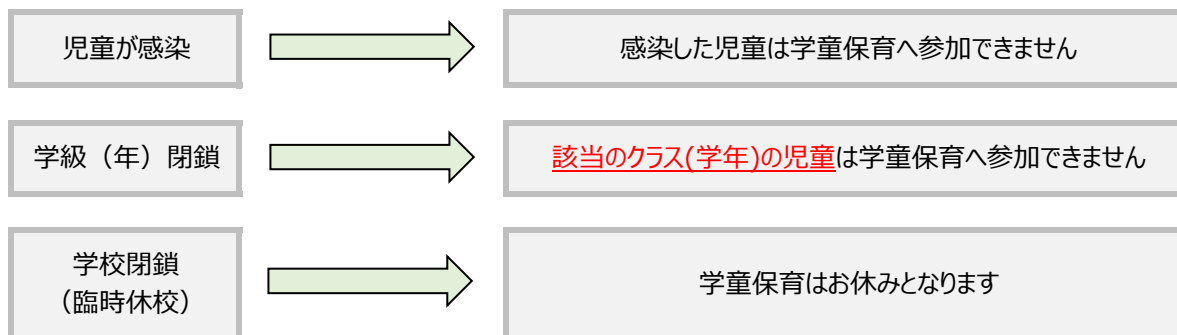 児童が感染
感染した児童は学童保育へ参加できません
学級（年）閉鎖
該当のクラス(学年)の児童は学童保育へ参加できません
学校閉鎖
（臨時休校）
学童保育はお休みとなります